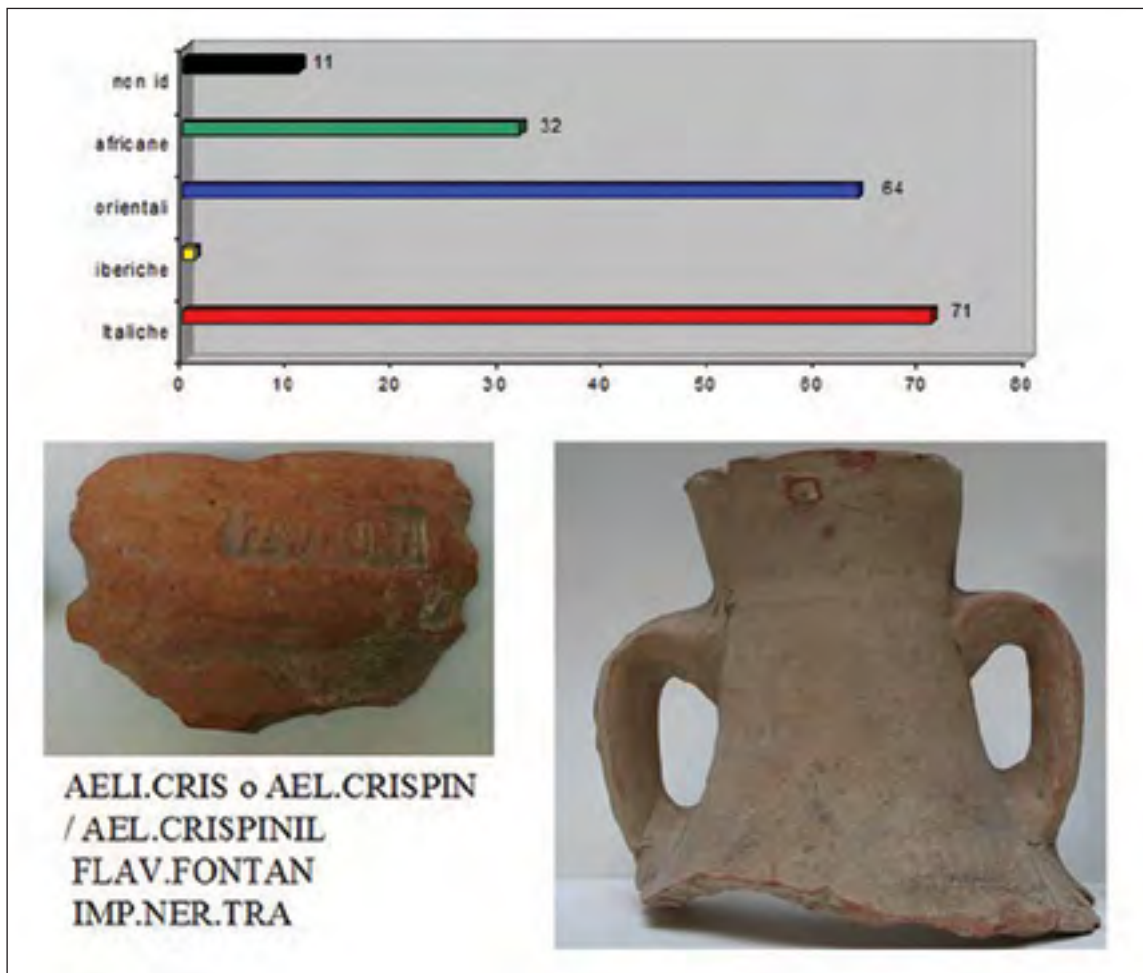 non id 11
africane 32
orientali 64
iberiche
Italiche 71
0 10 20 30 40 50 60 70 80
AELI.CRIS o AEL.CRISPIN
/ AEL.CRISPINIL
FLAV.FONTAN
IMP.NER.TRA